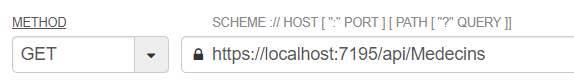 METHOD SCHEME :// HOST [ ":" PORT ] [ PATH [ "?" QUERY ]]
GET https://localhost:7195/api/Medecins